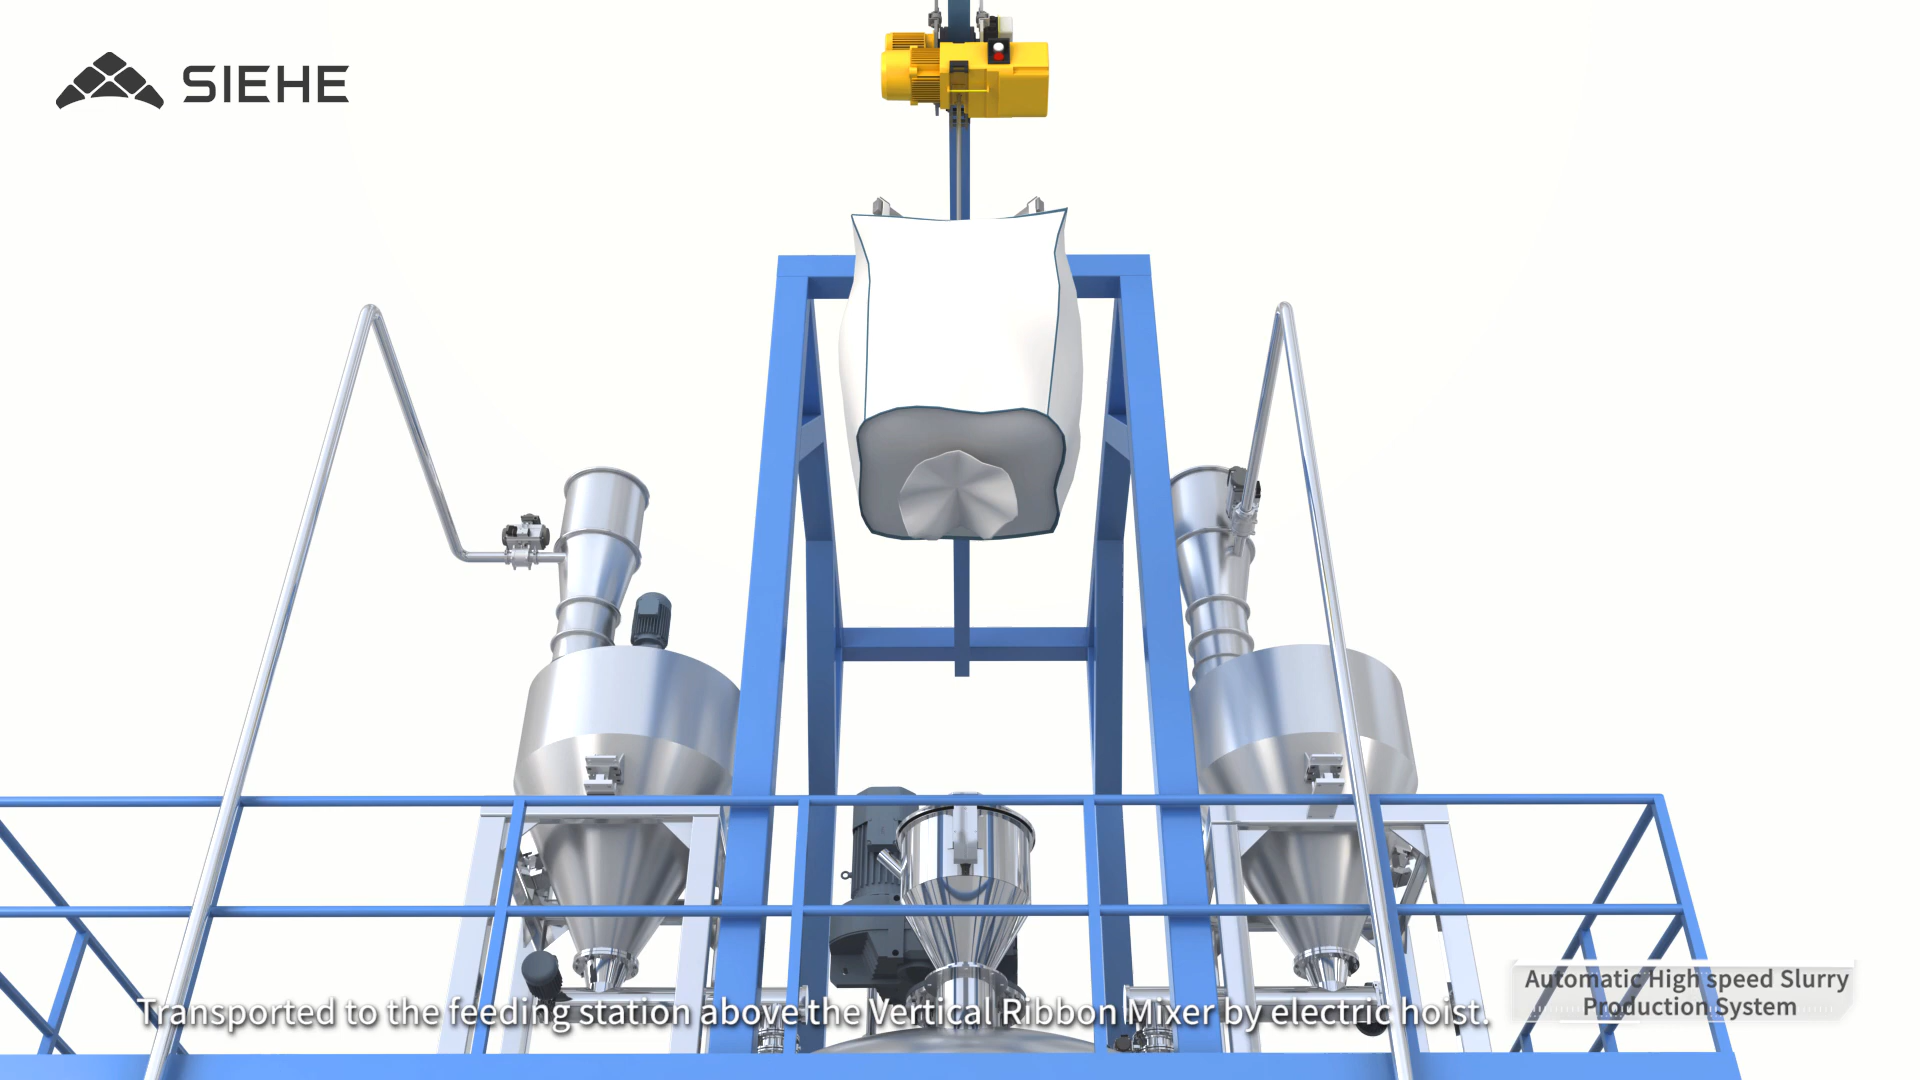 SIEHE
Automatic High speed Slurry
Production System
Transported to the feeding station above the Vertical Ribbon Mixer by electric hoist.